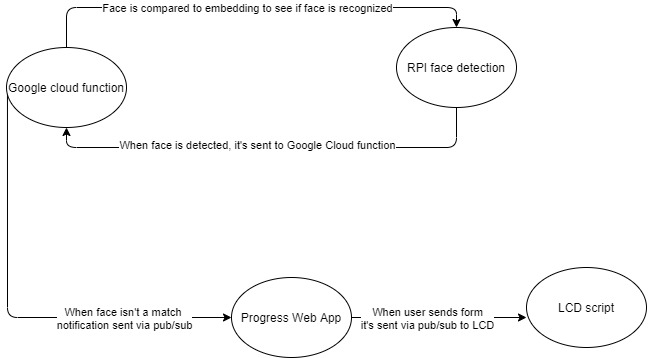 Face is compared to embedding to see if face is recognized
RPI face detection
Google cloud function
When face is detected, it's sent to Google Cloud function
When face isn't a match
notification sent via pub/sub
Progress Web App
When user sends form
it's sent via pub/sub to LCD
LCD script